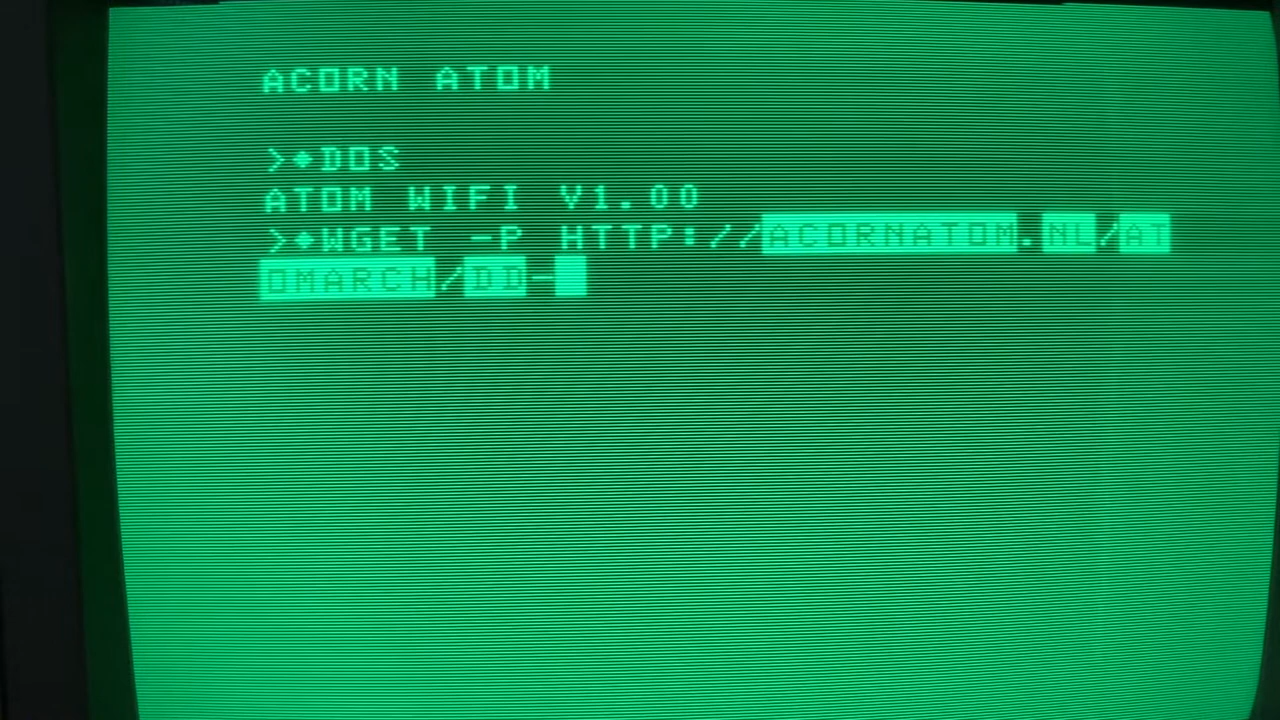 ACORN ATOM
>*DOS
ATOM WIFI V1.00
>*WGET -P HTTP://ACORNATOM.NL/AT
OMARCH/DD-